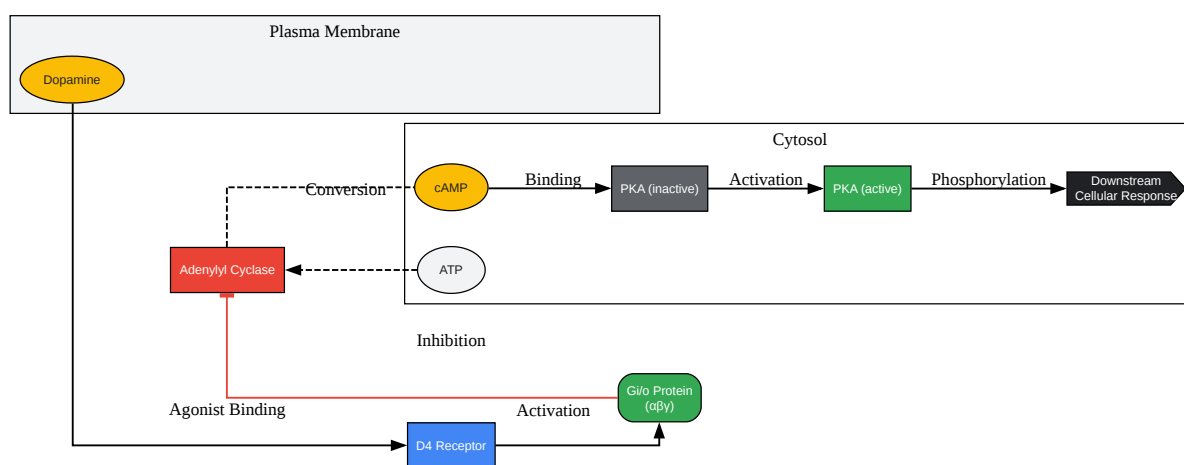 Plasma Membrane
Dopamine
Cytosol
Conversion
cAMP
Binding
PKA (inactive)
Activation
PKA (active)
Phosphorylation
Downstream
Cellular Response
Adenylyl Cyclase
ATP
Inhibition
Gi/o Protein
(αβγ)
Agonist Binding
Activation
D4 Receptor